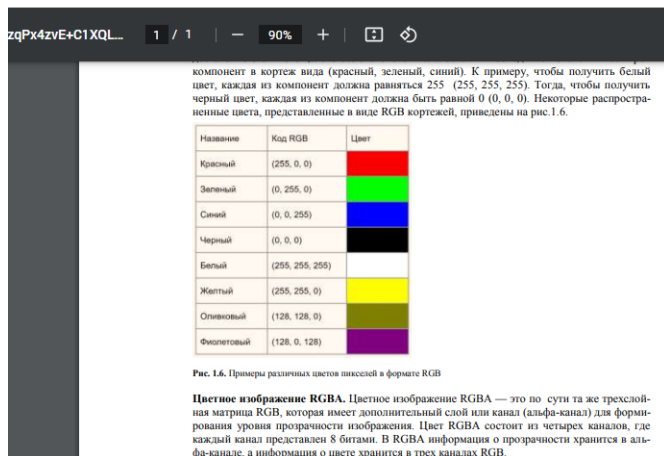 zqPx4zvE+C1XQL... 1 / 1 — 90% +
компонент в кортеж вида (красный, зеленый, синий). К примеру, чтобы получить белый
цвет, каждая из компонент должна равняться 255 (255, 255, 255). Тогда, чтобы получить
черный цвет, каждая из компонент должна быть равной 0 (0, 0, 0). Некоторые распростра-
ненные цвета, представленные в виде RGB кортежей, приведены на рис.1.6.
Название Код RGB Цвет
Красный (255, 0, 0)
Зеленый (0, 255, 0)
Синий (0, 0, 255)
Черный (0, 0, 0)
Белый (255, 255, 255)
Желтый (255, 255, 0)
Оливковый (128, 128, 0)
Фиолетовый (128, 0, 128)
Рис. 1.6. Примеры различных цветов пикселей в формате RGB
Цветное изображение RGBA. Цветное изображение RGBA — это по сути та же трехслой-
ная матрица RGB, которая имеет дополнительный слой или канал (альфа-канал) для форми-
рования уровня прозрачности изображения. Цвет RGBA состоит из четырех каналов, где
каждый канал представлен 8 битами. В RGBA информация о прозрачности хранится в аль-
фа-канале, а информация о цвете хранится в трех каналах RGB.